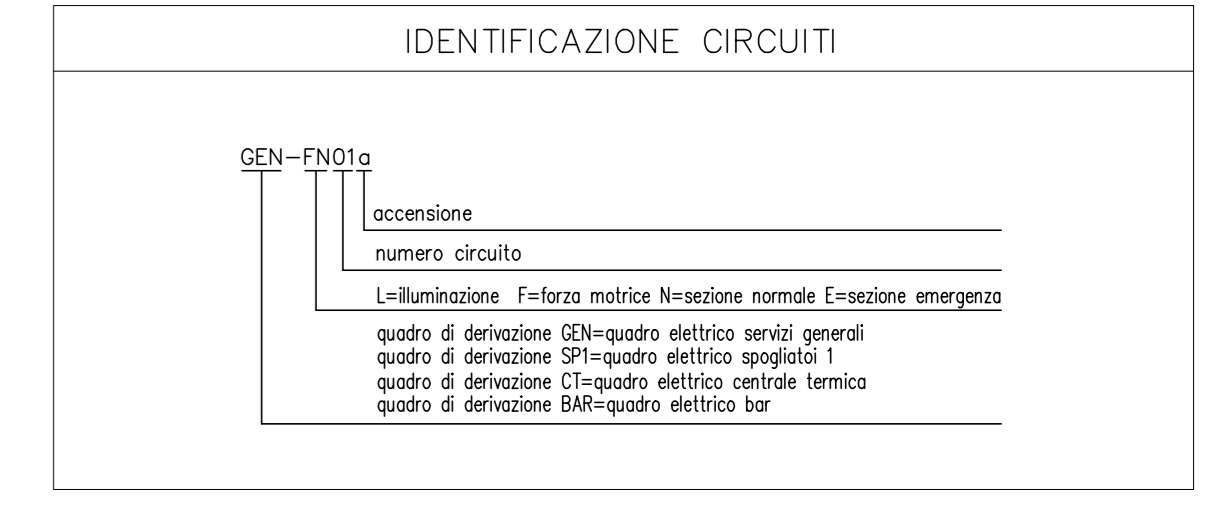 IDENTIFICAZIONE CIRCUITI
GEN-FN01a
accensione
numero circuito
L=illuminazione F=forza motrice N=sezione normale E=sezione emergenza
quadro di derivazione GEN=quadro elettrico servizi generali
quadro di derivazione SP1=quadro elettrico spogliatoi 1
quadro di derivazione CT=quadro elettrico centrale termica
quadro di derivazione BAR=quadro elettrico bar